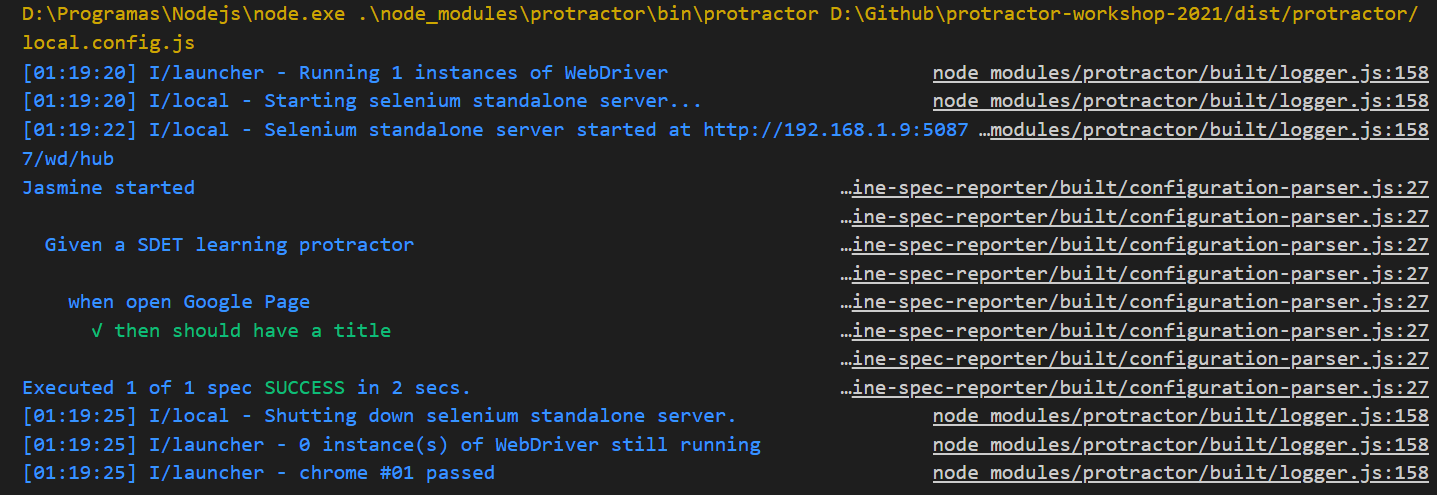 D:\Programas\Nodejs\node.exe .\node_modules\protractor\bin\protractor D:\Github\protractor-workshop-2021/dist/protractor/
local.config.js
[01:19:20] I/launcher - Running 1 instances of WebDriver node_modules/protractor/built/logger.js:158
[01:19:20] I/local - Starting selenium standalone server... node_modules/protractor/built/logger.js:158
[01:19:22] I/local - Selenium standalone server started at http://192.168.1.9:5087 …modules/protractor/built/logger.js:158
7/wd/hub
Jasmine started …ine-spec-reporter/built/configuration-parser.js:27
…ine-spec-reporter/built/configuration-parser.js:27
Given a SDET learning protractor …ine-spec-reporter/built/configuration-parser.js:27
…ine-spec-reporter/built/configuration-parser.js:27
when open Google Page …ine-spec-reporter/built/configuration-parser.js:27
√ then should have a title …ine-spec-reporter/built/configuration-parser.js:27
…ine-spec-reporter/built/configuration-parser.js:27
Executed 1 of 1 spec SUCCESS in 2 secs. …ine-spec-reporter/built/configuration-parser.js:27
[01:19:25] I/local - Shutting down selenium standalone server. node_modules/protractor/built/logger.js:158
[01:19:25] I/launcher - 0 instance(s) of WebDriver still running node_modules/protractor/built/logger.js:158
[01:19:25] I/launcher - chrome #01 passed node_modules/protractor/built/logger.js:158